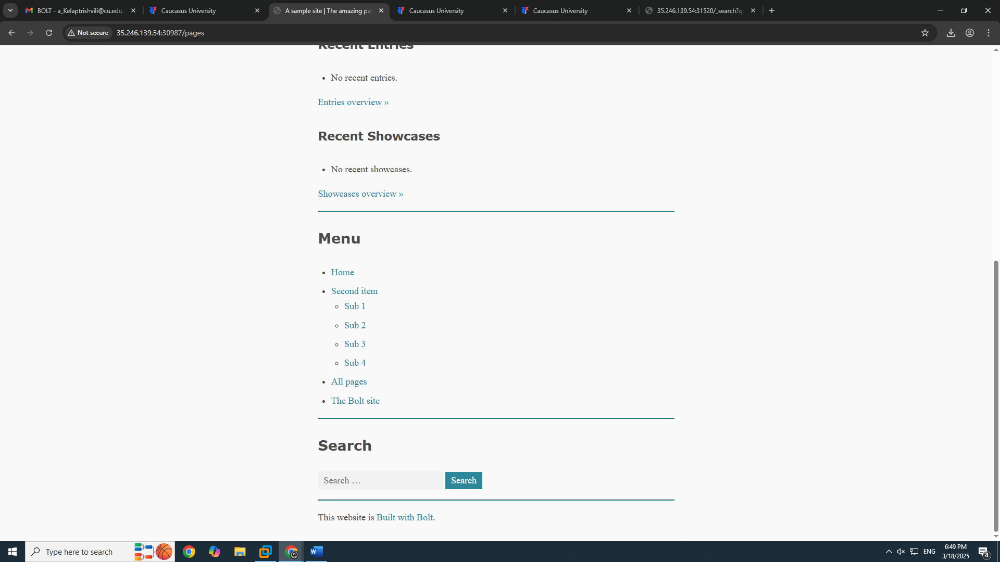 BOLT - a_Kelaptrishvili@cu.edu.
Caucasus University
A sample site | The amazing pay
Caucasus University
Caucasus University
35.246.139.54:31520/_search?q=
Not secure
35.246.139.54:30987/pages
Recent Entries
No recent entries.
Entries overview »
Recent Showcases
No recent showcases.
Showcases overview »
Menu
Home
Second item
Sub 1
Sub 2
Sub 3
Sub 4
All pages
The Bolt site
Search
Search …
Search
This website is Built with Bolt.
Type here to search
ENG
6:49 PM
3/18/2025
4